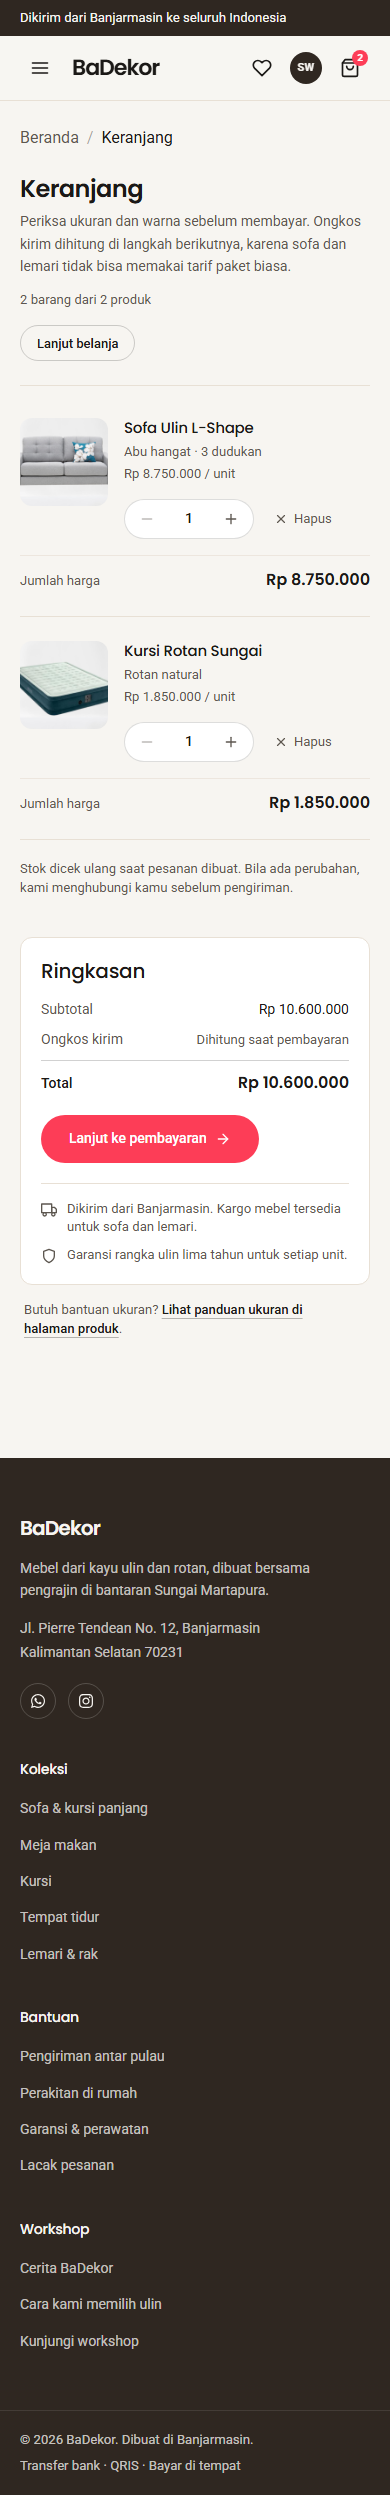 Dikirim dari Banjarmasin ke seluruh Indonesia
BaDekor
SW
2
Beranda / Keranjang
Keranjang
Periksa ukuran dan warna sebelum membayar. Ongkos
kirim dihitung di langkah berikutnya, karena sofa dan
lemari tidak bisa memakai tarif paket biasa.
2 barang dari 2 produk
Lanjut belanja
Sofa Ulin L-Shape
Abu hangat · 3 dudukan
Rp 8.750.000 / unit
1
Hapus
Jumlah harga
Rp 8.750.000
Kursi Rotan Sungai
Rotan natural
Rp 1.850.000 / unit
1
Hapus
Jumlah harga
Rp 1.850.000
Stok dicek ulang saat pesanan dibuat. Bila ada perubahan,
kami menghubungi kamu sebelum pengiriman.
Ringkasan
Subtotal
Rp 10.600.000
Ongkos kirim
Dihitung saat pembayaran
Total
Rp 10.600.000
Lanjut ke pembayaran
Dikirim dari Banjarmasin. Kargo mebel tersedia
untuk sofa dan lemari.
Garansi rangka ulin lima tahun untuk setiap unit.
Butuh bantuan ukuran? Lihat panduan ukuran di
halaman produk.
BaDekor
Mebel dari kayu ulin dan rotan, dibuat bersama
pengrajin di bantaran Sungai Martapura.
Jl. Pierre Tendean No. 12, Banjarmasin
Kalimantan Selatan 70231
Koleksi
Sofa & kursi panjang
Meja makan
Kursi
Tempat tidur
Lemari & rak
Bantuan
Pengiriman antar pulau
Perakitan di rumah
Garansi & perawatan
Lacak pesanan
Workshop
Cerita BaDekor
Cara kami memilih ulin
Kunjungi workshop
© 2026 BaDekor. Dibuat di Banjarmasin.
Transfer bank · QRIS · Bayar di tempat